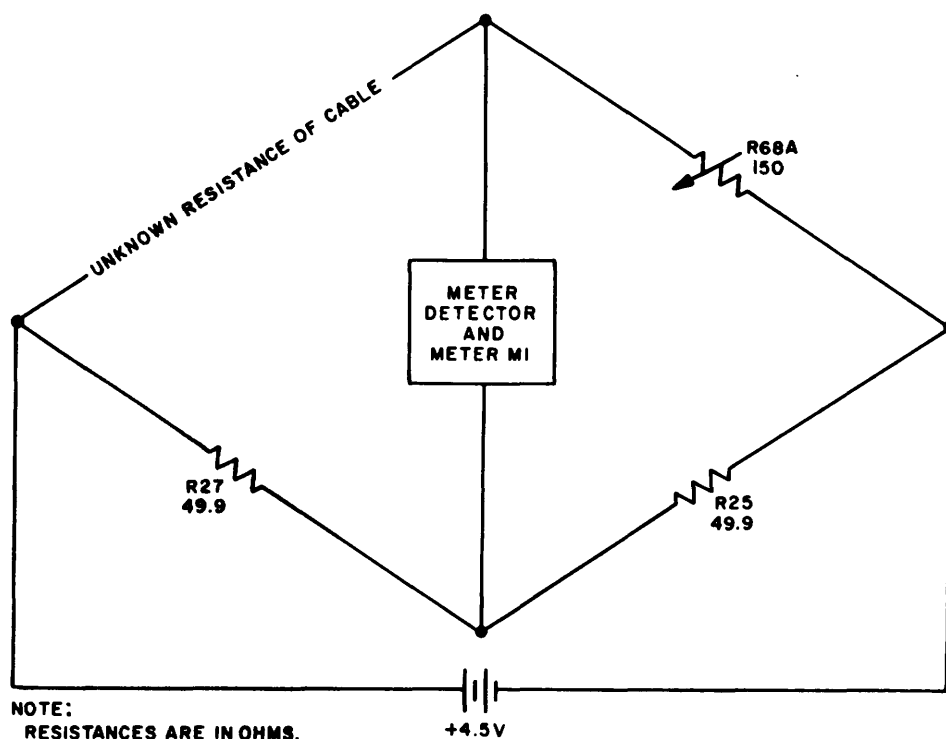 UNKNOWN RESISTANCE OF CABLE
R68A
150
METER
DETECTOR
AND
METER M1
R27
49.9
R25
49.9
NOTE:
RESISTANCES ARE IN OHMS.
+4.5V